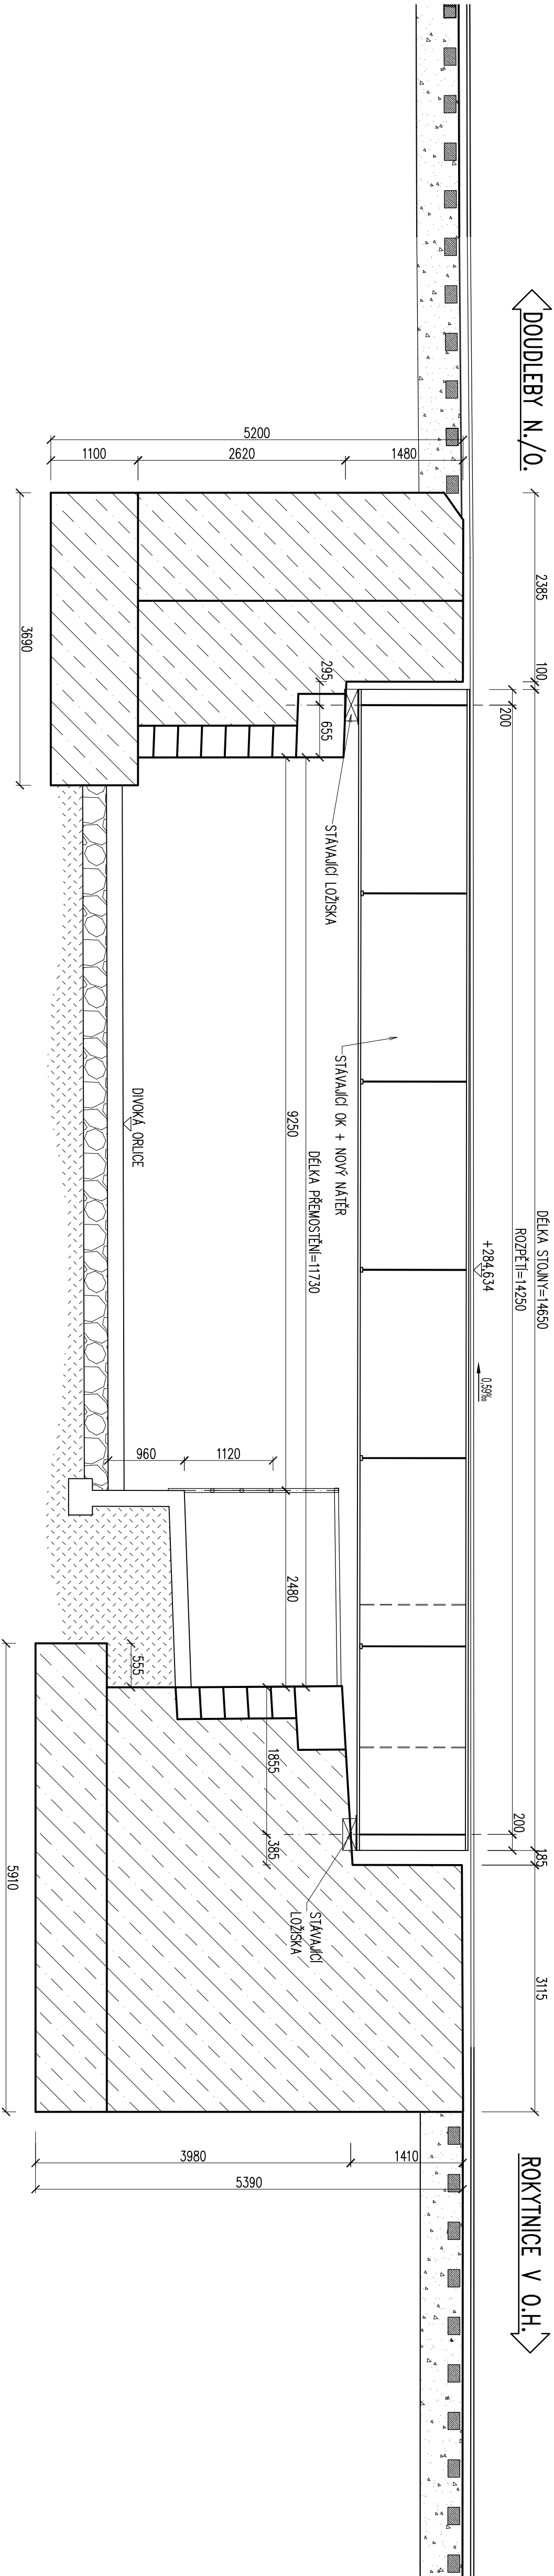 DOUDLEBY N./O.
ROKYTNICE V O.H.
DÉLKA STOJNY=14650
2385
100
185
3115
ROZPĚTÍ=14250
200
200
+284,634
0,59‰
5200
1100
2620
1480
295
655
STÁVAJÍCÍ LOŽISKA
STÁVAJÍCÍ OK + NOVÝ NÁTĚR
DÉLKA PŘEMOSTĚNÍ=11730
9250
2480
1855
385
STÁVAJÍCÍ
LOŽISKA
1120
960
555
DIVOKÁ ORLICE
3690
5910
3980
1410
5390